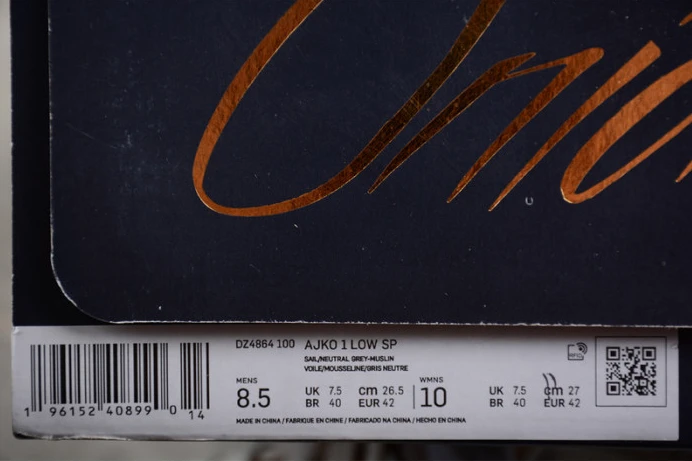 DZ4864 100 AJKO 1 LOW SP
SAIL/NEUTRAL GREY-MUSLIN
VOILE/MOUSSELINE/GRIS NEUTRE
MENS
8.5
UK 7.5 cm 26.5
BR 40 EUR 42
WMNS
10
UK 7.5 cm 27
BR 40 EUR 42
MADE IN CHINA / FABRIQUE EN CHINE / FABRICADO NA CHINA / HECHO EN CHINA
1 96152 40899 0 14